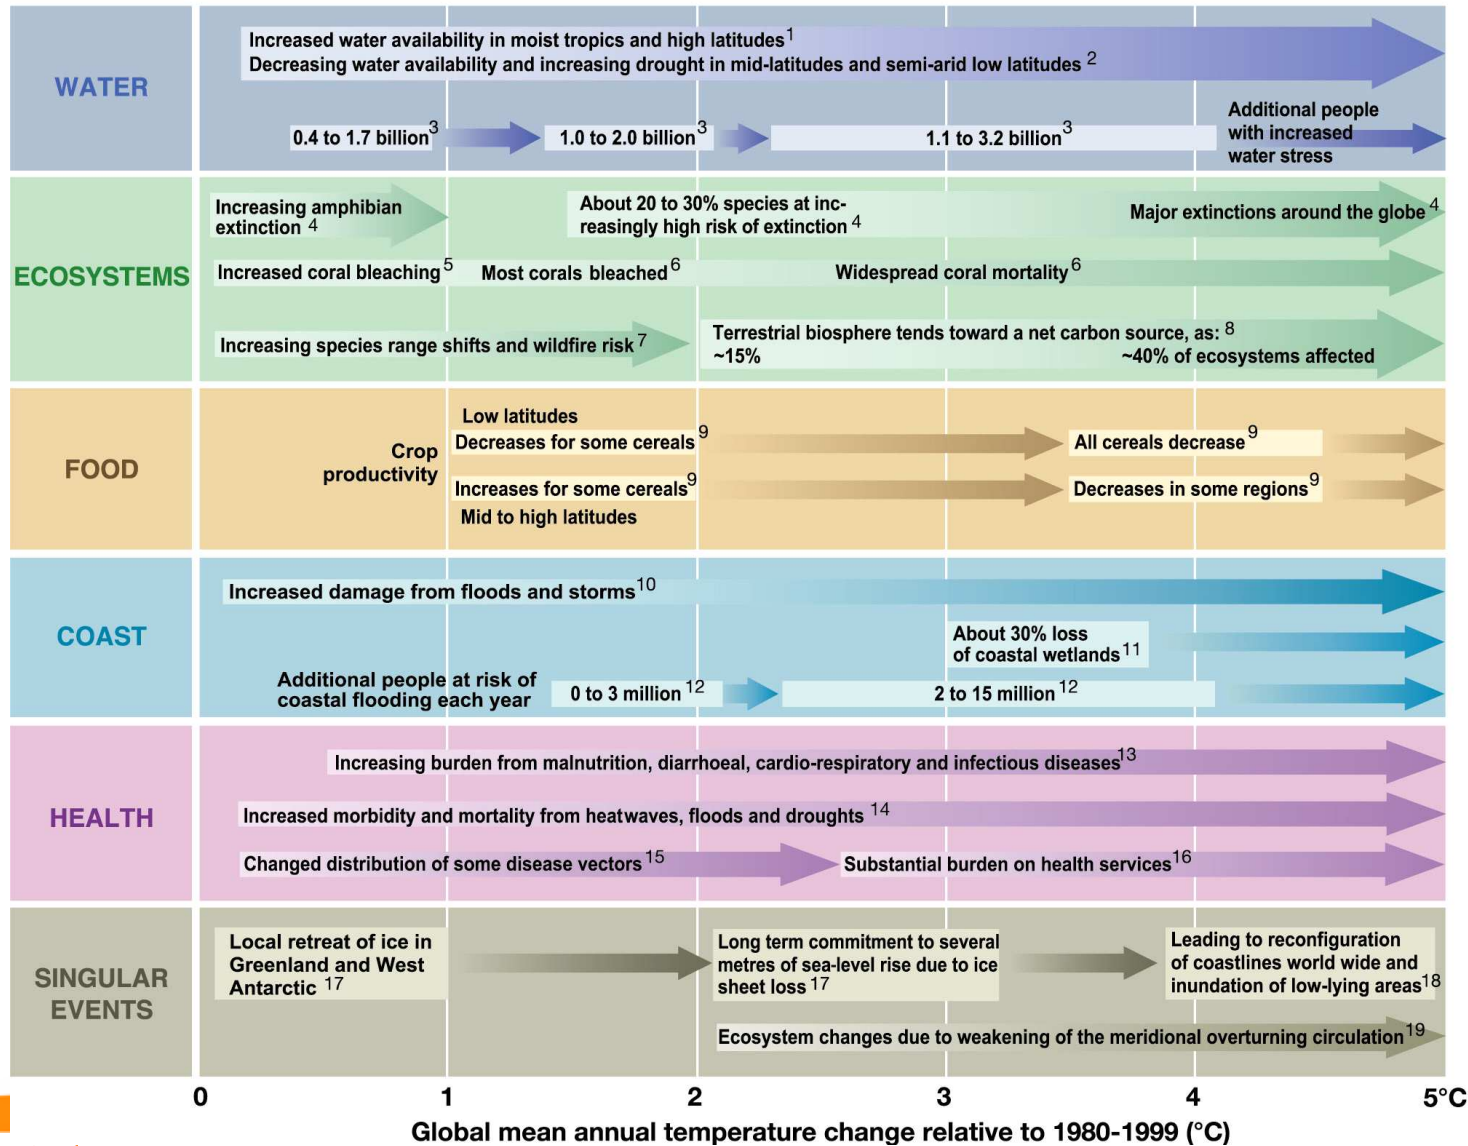 WATER
Increased water availability in moist tropics and high latitudes1
Decreasing water availability and increasing drought in mid-latitudes and semi-arid low latitudes 2
0.4 to 1.7 billion3
1.0 to 2.0 billion3
1.1 to 3.2 billion3
Additional people
with increased
water stress
ECOSYSTEMS
Increasing amphibian
extinction 4
About 20 to 30% species at inc-
reasingly high risk of extinction 4
Major extinctions around the globe 4
Increased coral bleaching5
Most corals bleached6
Widespread coral mortality6
Increasing species range shifts and wildfire risk7
Terrestrial biosphere tends toward a net carbon source, as: 8
~15%
~40% of ecosystems affected
FOOD
Crop
productivity
Low latitudes
Decreases for some cereals9
All cereals decrease9
Increases for some cereals9
Decreases in some regions9
Mid to high latitudes
COAST
Increased damage from floods and storms10
About 30% loss
of coastal wetlands11
Additional people at risk of
coastal flooding each year
0 to 3 million12
2 to 15 million12
HEALTH
Increasing burden from malnutrition, diarrhoeal, cardio-respiratory and infectious diseases13
Increased morbidity and mortality from heatwaves, floods and droughts 14
Changed distribution of some disease vectors15
Substantial burden on health services16
SINGULAR
EVENTS
Local retreat of ice in
Greenland and West
Antarctic 17
Long term commitment to several
metres of sea-level rise due to ice
sheet loss17
Leading to reconfiguration
of coastlines world wide and
inundation of low-lying areas18
Ecosystem changes due to weakening of the meridional overturning circulation19
0 1 2 3 4 5°C
Global mean annual temperature change relative to 1980-1999 (°C)